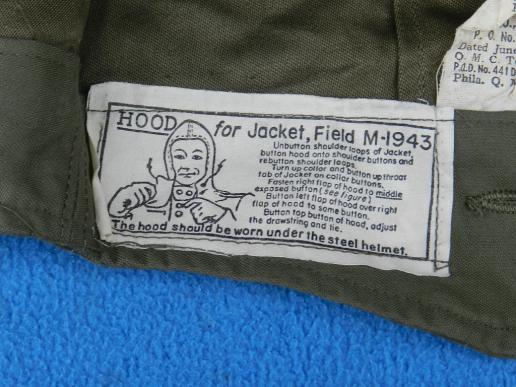 HOOD for Jacket, Field M-1943
Unbutton shoulder loops of Jacket,
button hood onto shoulder buttons and
rebutton shoulder loops.
Turn up collar and button up throat
tab of Jacket on collar buttons.
Fasten right flap of hood to middle
exposed button (see figure)
Button left flap of hood over right
flap of hood to same button.
Button top button of hood, adjust
the drawstring and tie.
The hood should be worn under the steel helmet.
P. O. No.
Dated June
Q. M. C. T
P.d.D. No. 441D
Phila. Q. M